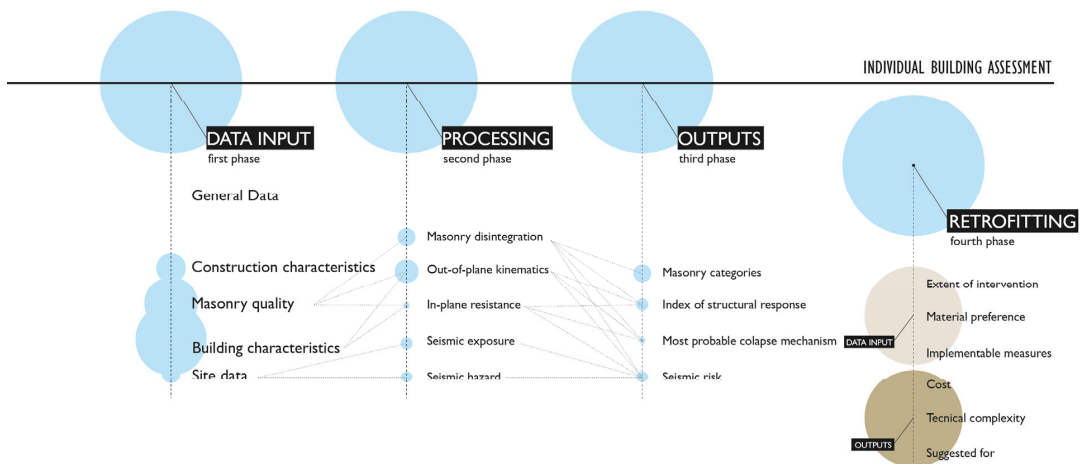 INDIVIDUAL BUILDING ASSESSMENT
DATA INPUT
first phase
General Data
Construction characteristics
Masonry quality
Building characteristics
Site data
PROCESSING
second phase
Masonry disintegration
Out-of-plane kinematics
In-plane resistance
Seismic exposure
Seismic hazard
OUTPUTS
third phase
Masonry categories
Index of structural response
Most probable colapse mechanism
Seismic risk
RETROFITTING
fourth phase
Extent of intervention
Material preference
DATA INPUT
Implementable measures
Cost
Tecnical complexity
OUTPUTS
Suggested for